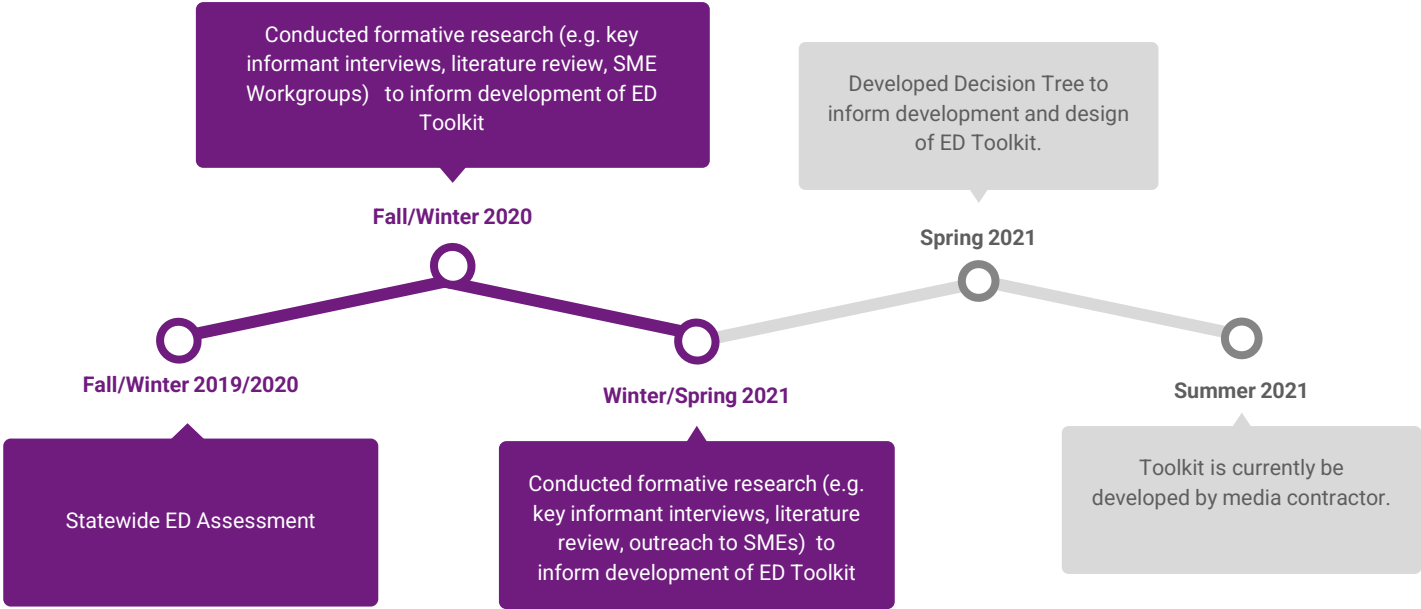 Conducted formative research (e.g. key
informant interviews, literature review, SME
Workgroups) to inform development of ED
Toolkit
Fall/Winter 2020
Developed Decision Tree to
inform development and design
of ED Toolkit.
Spring 2021
Fall/Winter 2019/2020
Statewide ED Assessment
Winter/Spring 2021
Conducted formative research (e.g.
key informant interviews, literature
review, outreach to SMEs) to
inform development of ED Toolkit
Summer 2021
Toolkit is currently be
developed by media contractor.